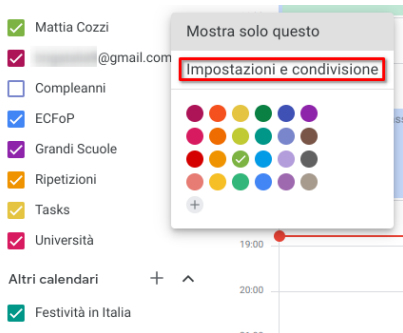 Mattia Cozzi
@gmail.com
Compleanni
ECFoP
Grandi Scuole
Ripetizioni
Tasks
Università
Altri calendari
Festività in Italia
Mostra solo questo
Impostazioni e condivisione
19:00
20:00